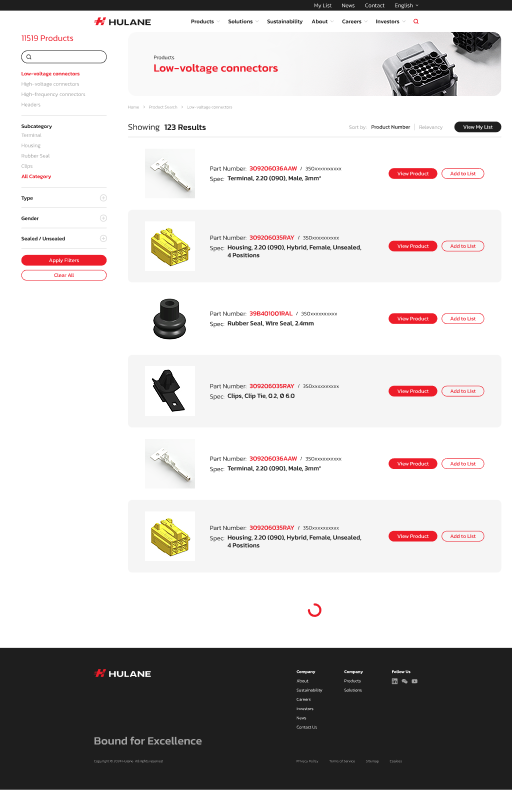 My List News Contact English
HULANE
Products Solutions Sustainability About Careers Investors
11519 Products
Low-voltage connectors
High-voltage connectors
High-frequency connectors
Headers
Subcategory
Terminal
Housing
Rubber Seal
Clips
All Category
Type
Gender
Sealed / Unsealed
Apply Filters
Clear All
Products
Low-voltage connectors
Home > Product Search > Low-voltage connectors
Showing 123 Results
Sort by: Product Number | Relevancy
View My List
Part Number: 309206036AAW / 350xxxxxxxxxx
Spec: Terminal, 2.20 (090), Male, 3mm²
View Product Add to List
Part Number: 309206035RAY / 350xxxxxxxxxx
Spec: Housing, 2.20 (090), Hybrid, Female, Unsealed,
4 Positions
View Product Add to List
Part Number: 39B401001RAL / 350xxxxxxxxxx
Spec: Rubber Seal, Wire Seal, 2.4mm
View Product Add to List
Part Number: 309206035RAY / 350xxxxxxxxxx
Spec: Clips, Clip Tie, 0.2, Ø 6.0
View Product Add to List
Part Number: 309206036AAW / 350xxxxxxxxxx
Spec: Terminal, 2.20 (090), Male, 3mm²
View Product Add to List
Part Number: 309206035RAY / 350xxxxxxxxxx
Spec: Housing, 2.20 (090), Hybrid, Female, Unsealed,
4 Positions
View Product Add to List
HULANE
Bound for Excellence
Company
About
Sustainability
Careers
Investors
News
Contact Us
Company
Products
Solutions
Follow Us
Copyright © 2024 Hulane. All rights reserved.
Privacy Policy Terms of Service Sitemap Cookies